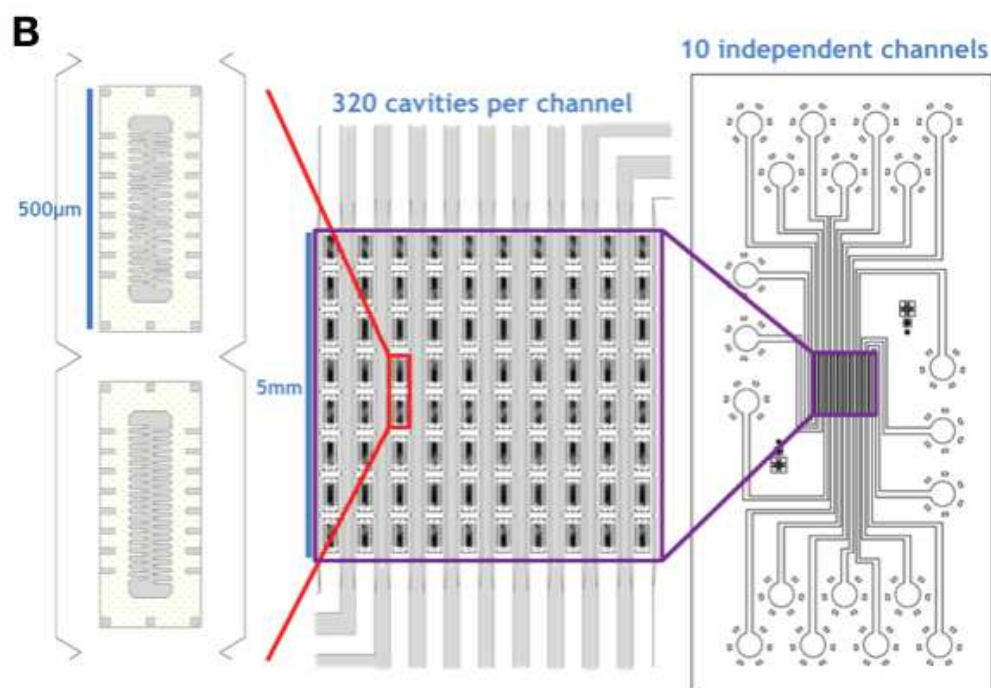 B
10 independent channels
320 cavities per channel
500µm
5mm